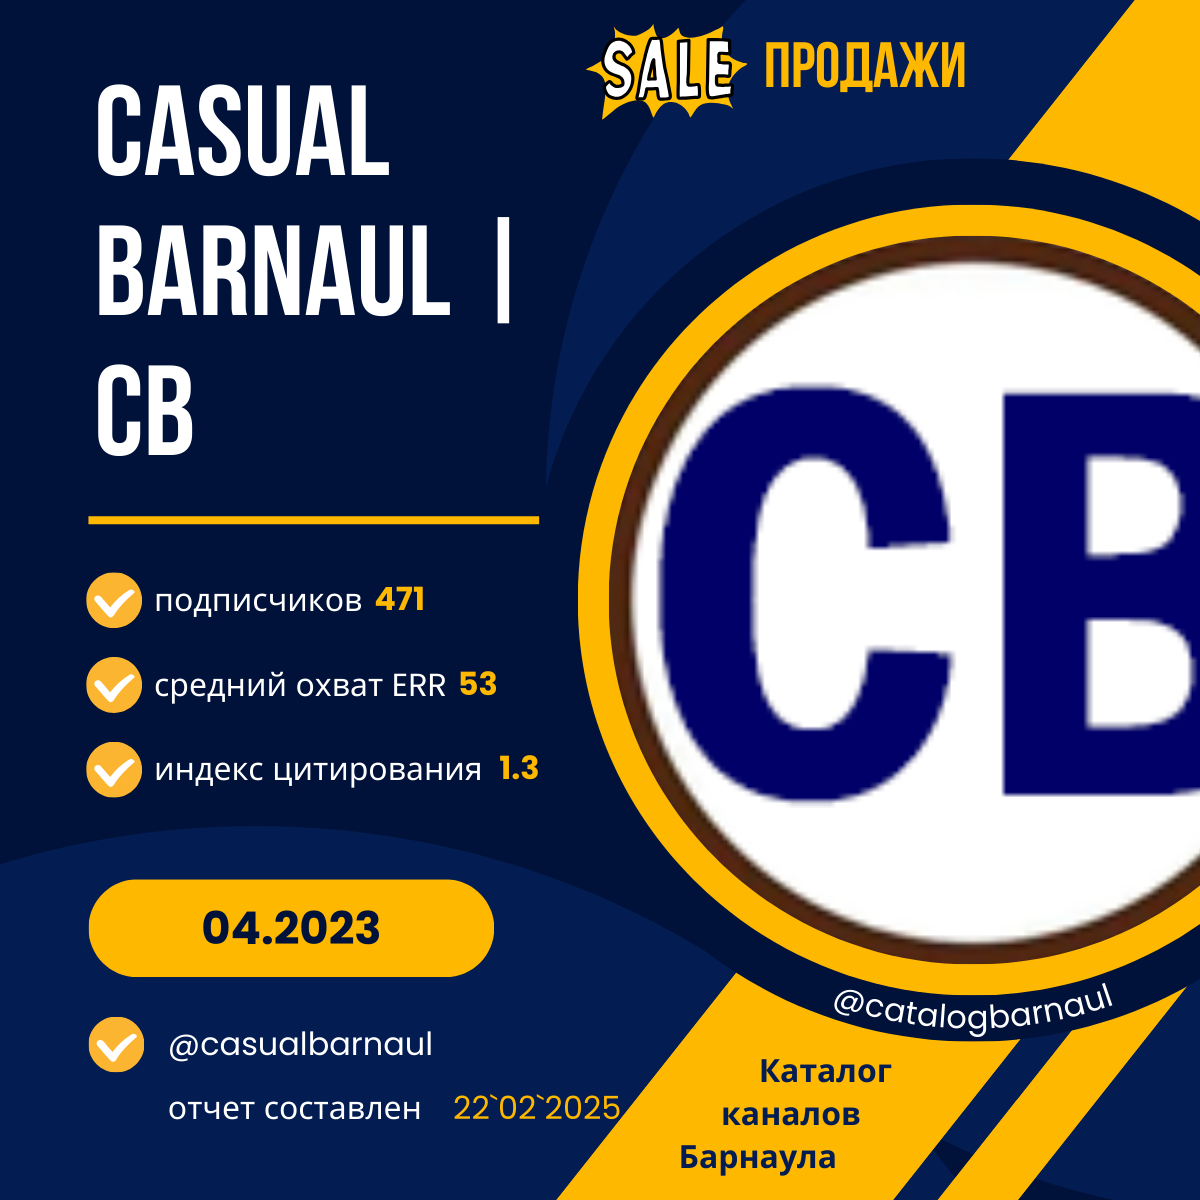 SALE ПРОДАЖИ
CASUAL
BARNAUL |
CB
CB
подписчиков 471
средний охват ERR 53
индекс цитирования 1.3
04.2023
@casualbarnaul
отчет составлен 22`02`2025
@catalogbarnaul
Каталог
каналов
Барнаула